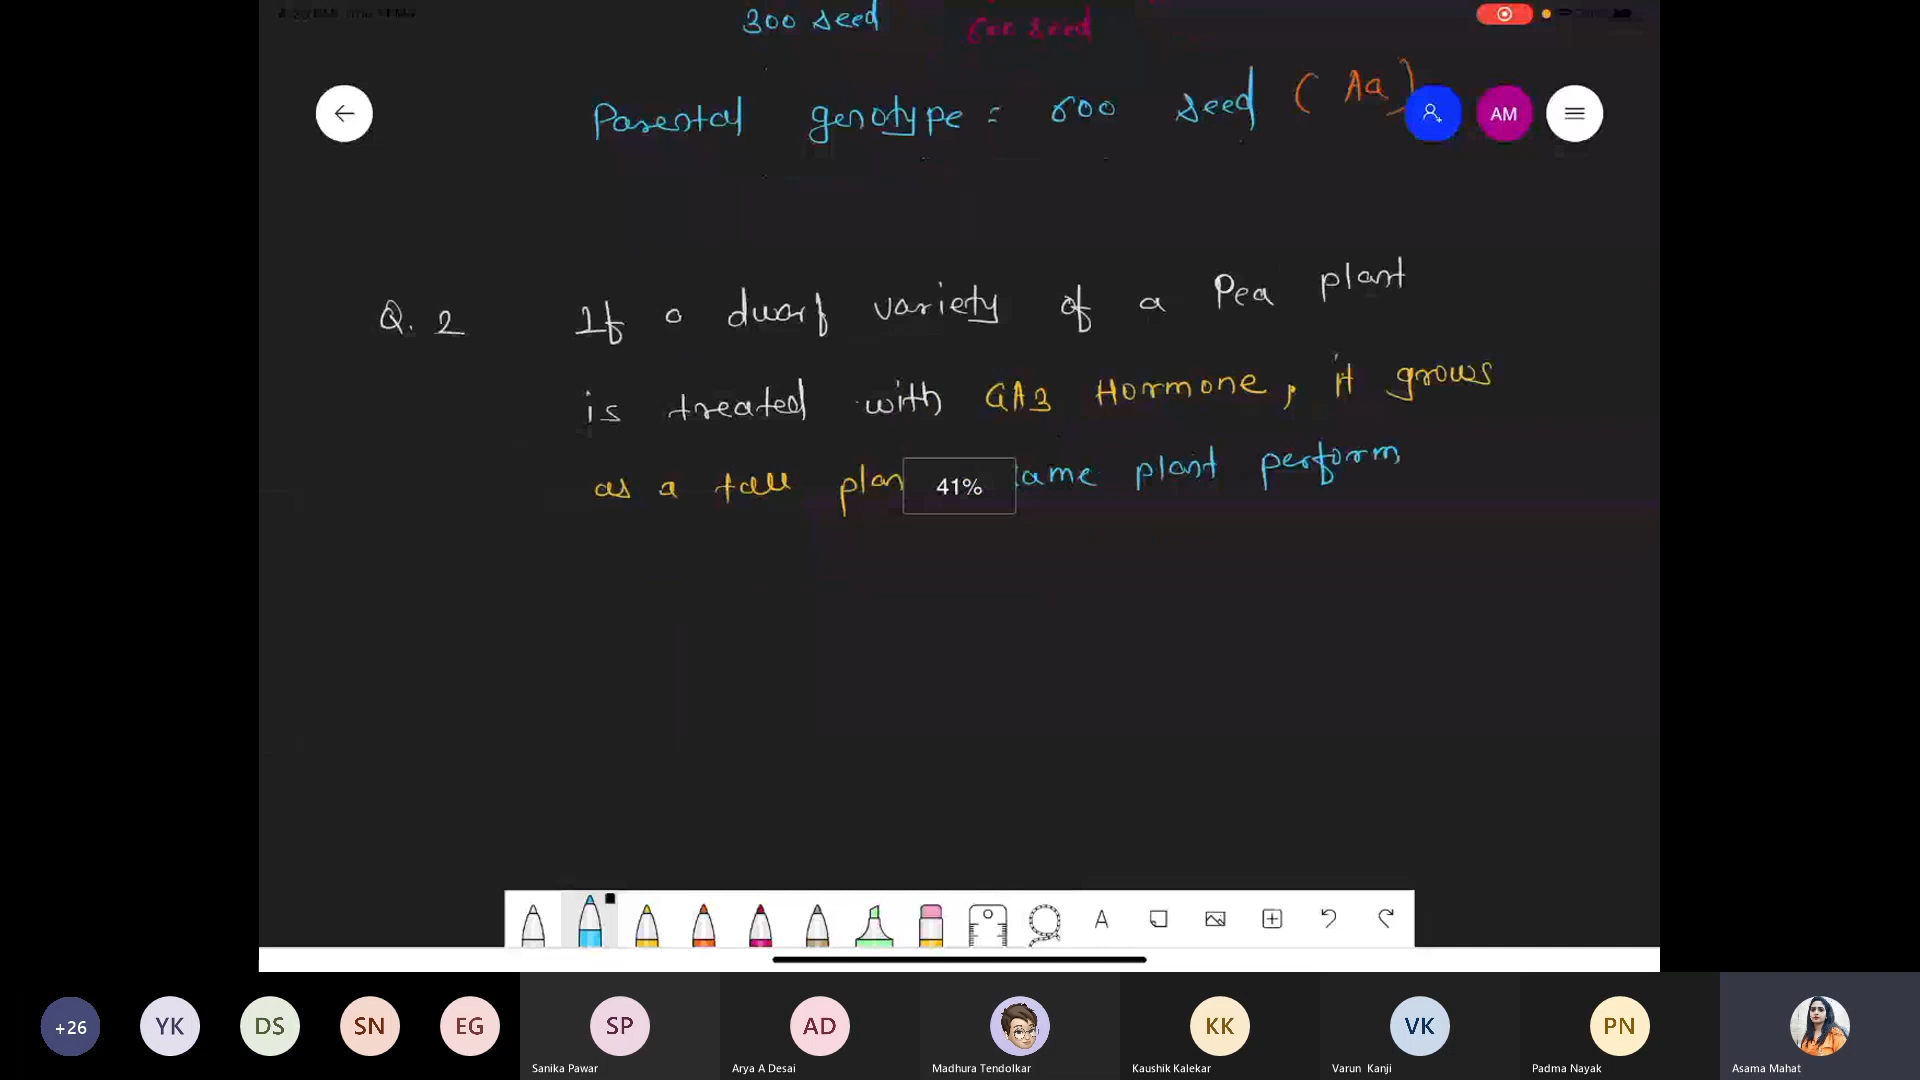 300 seed 600 seed
Parental genotype = 600 seed (Aa)
AM
Q. 2 If a dwarf variety of a Pea plant
is treated with GA3 Hormone, it grows
as a tall plan 41% ame plant perform
A
+26 YK DS SN EG SP AD KK VK PN
Sanika Pawar Arya A Desai Madhura Tendolkar Kaushik Kalekar Varun Kanji Padma Nayak Asama Mahat